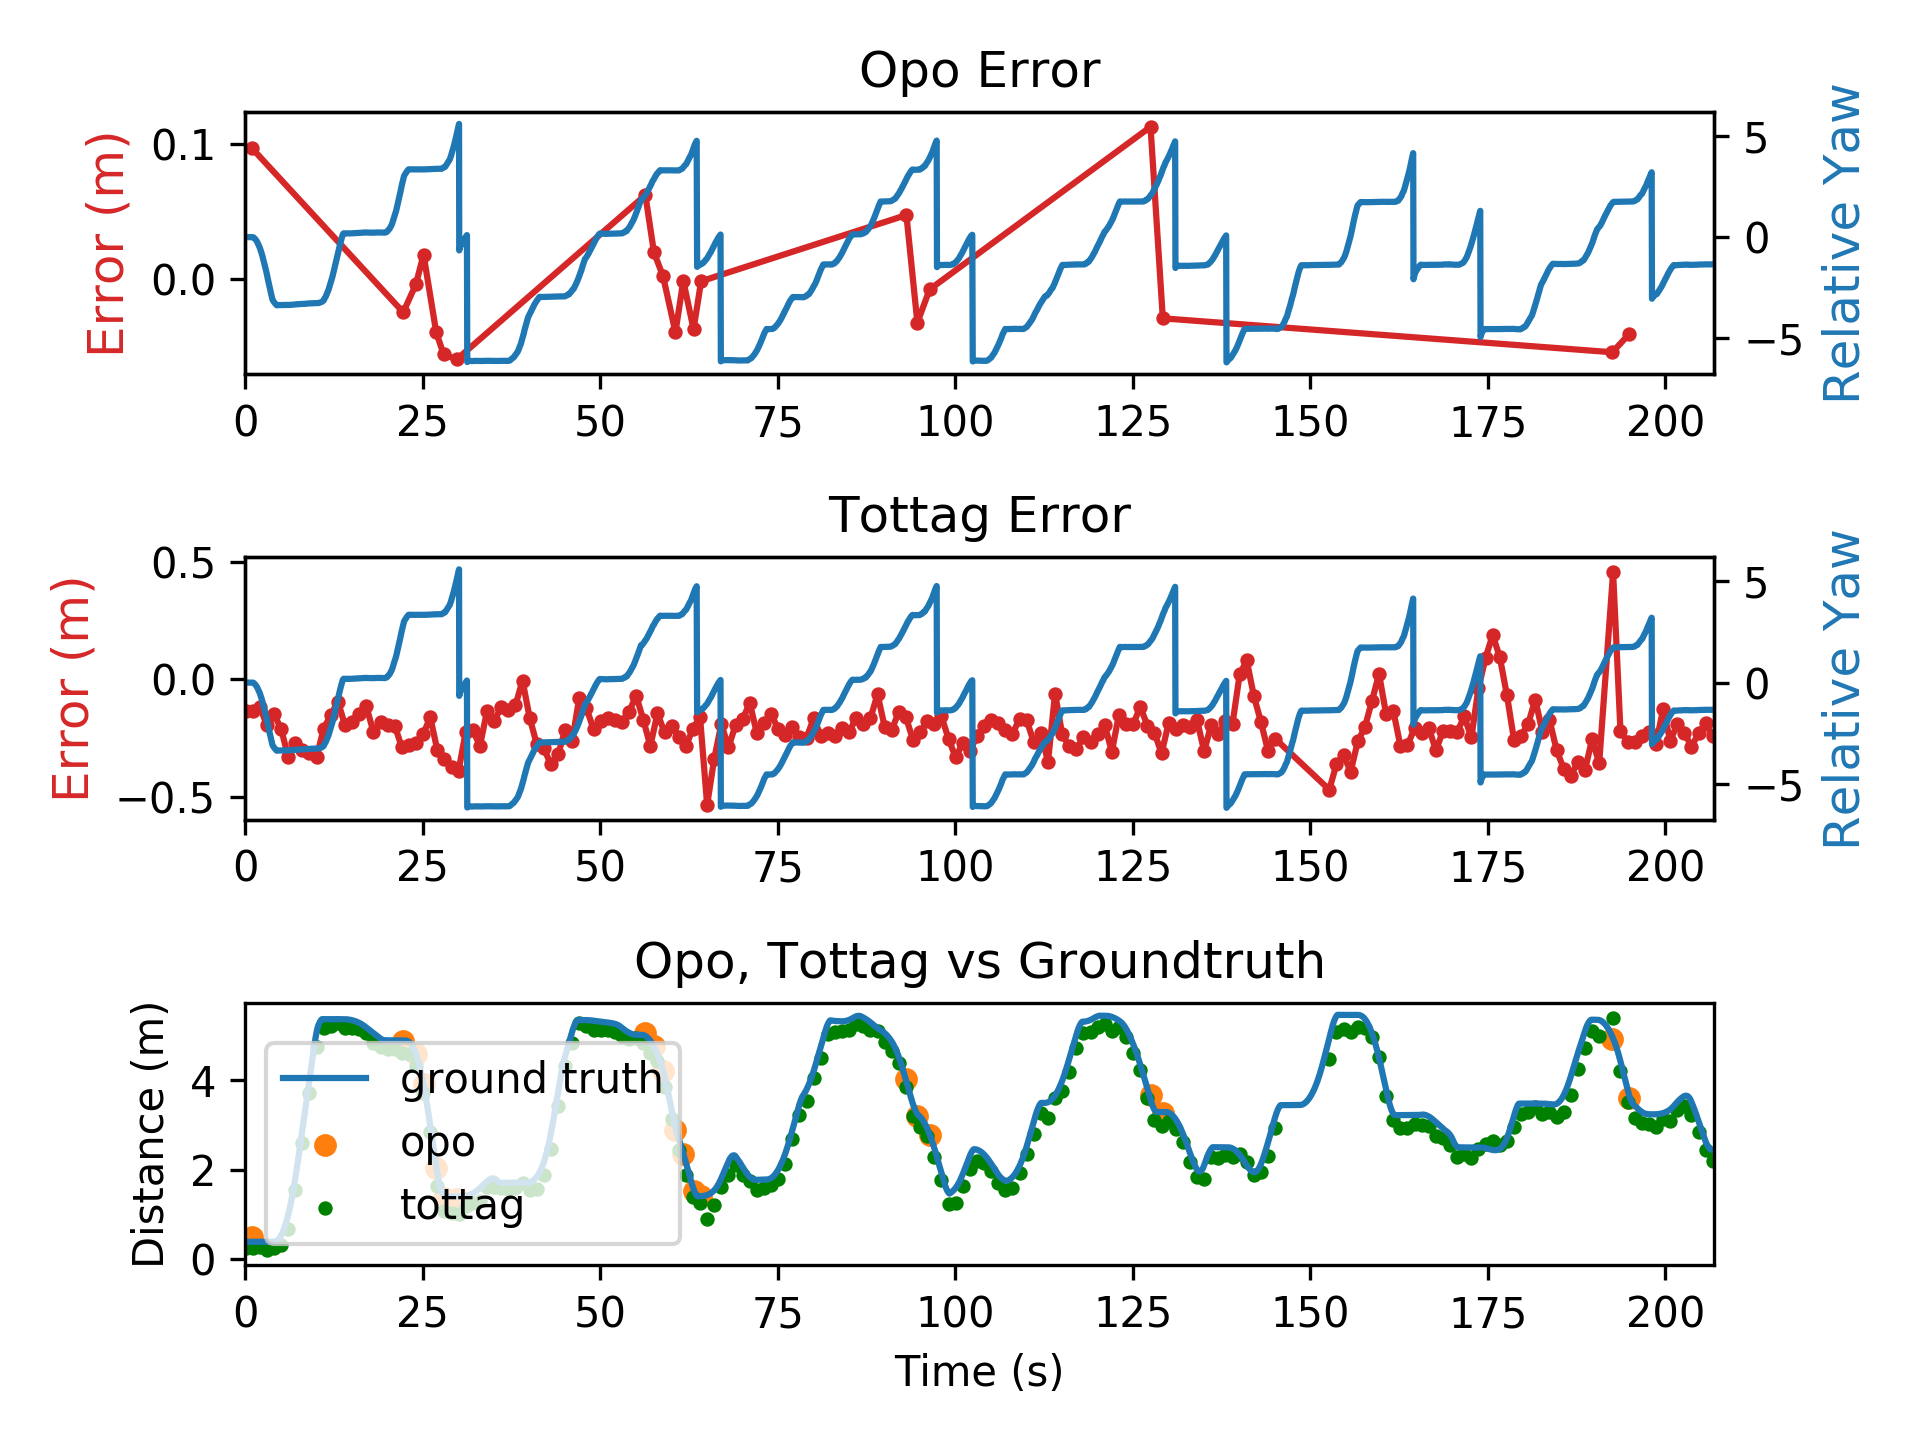 Opo Error
Error (m)
0.1
0.0
5
0
−5
Relative Yaw
0 25 50 75 100 125 150 175 200
Tottag Error
Error (m)
0.5
0.0
−0.5
5
0
−5
Relative Yaw
0 25 50 75 100 125 150 175 200
Opo, Tottag vs Groundtruth
Distance (m)
4
2
0
ground truth
opo
tottag
0 25 50 75 100 125 150 175 200
Time (s)